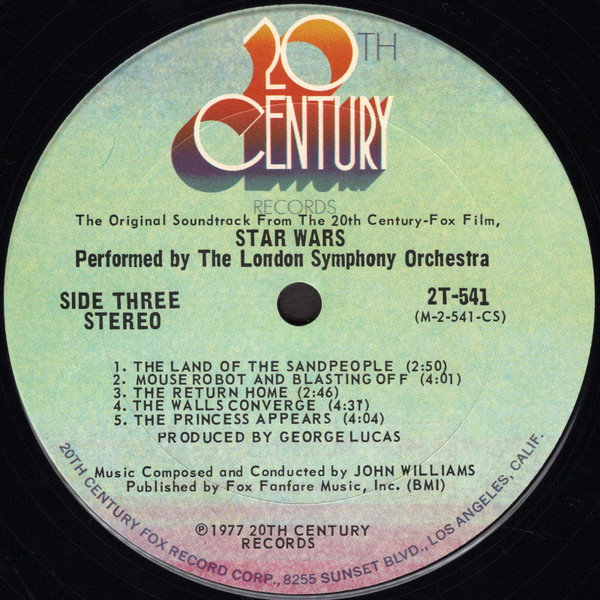 20TH
CENTURY
RECORDS
The Original Soundtrack From The 20th Century-Fox Film,
STAR WARS
Performed by The London Symphony Orchestra
SIDE THREE
STEREO
2T-541
(M-2-541-CS)
1. THE LAND OF THE SANDPEOPLE (2:50)
2. MOUSE ROBOT AND BLASTING OFF (4:01)
3. THE RETURN HOME (2:46)
4. THE WALLS CONVERGE (4:31)
5. THE PRINCESS APPEARS (4:04)
PRODUCED BY GEORGE LUCAS
Music Composed and Conducted by JOHN WILLIAMS
Published by Fox Fanfare Music, Inc. (BMI)
℗ 1977 20TH CENTURY
RECORDS
20TH CENTURY FOX RECORD CORP., 8255 SUNSET BLVD., LOS ANGELES, CALIF.